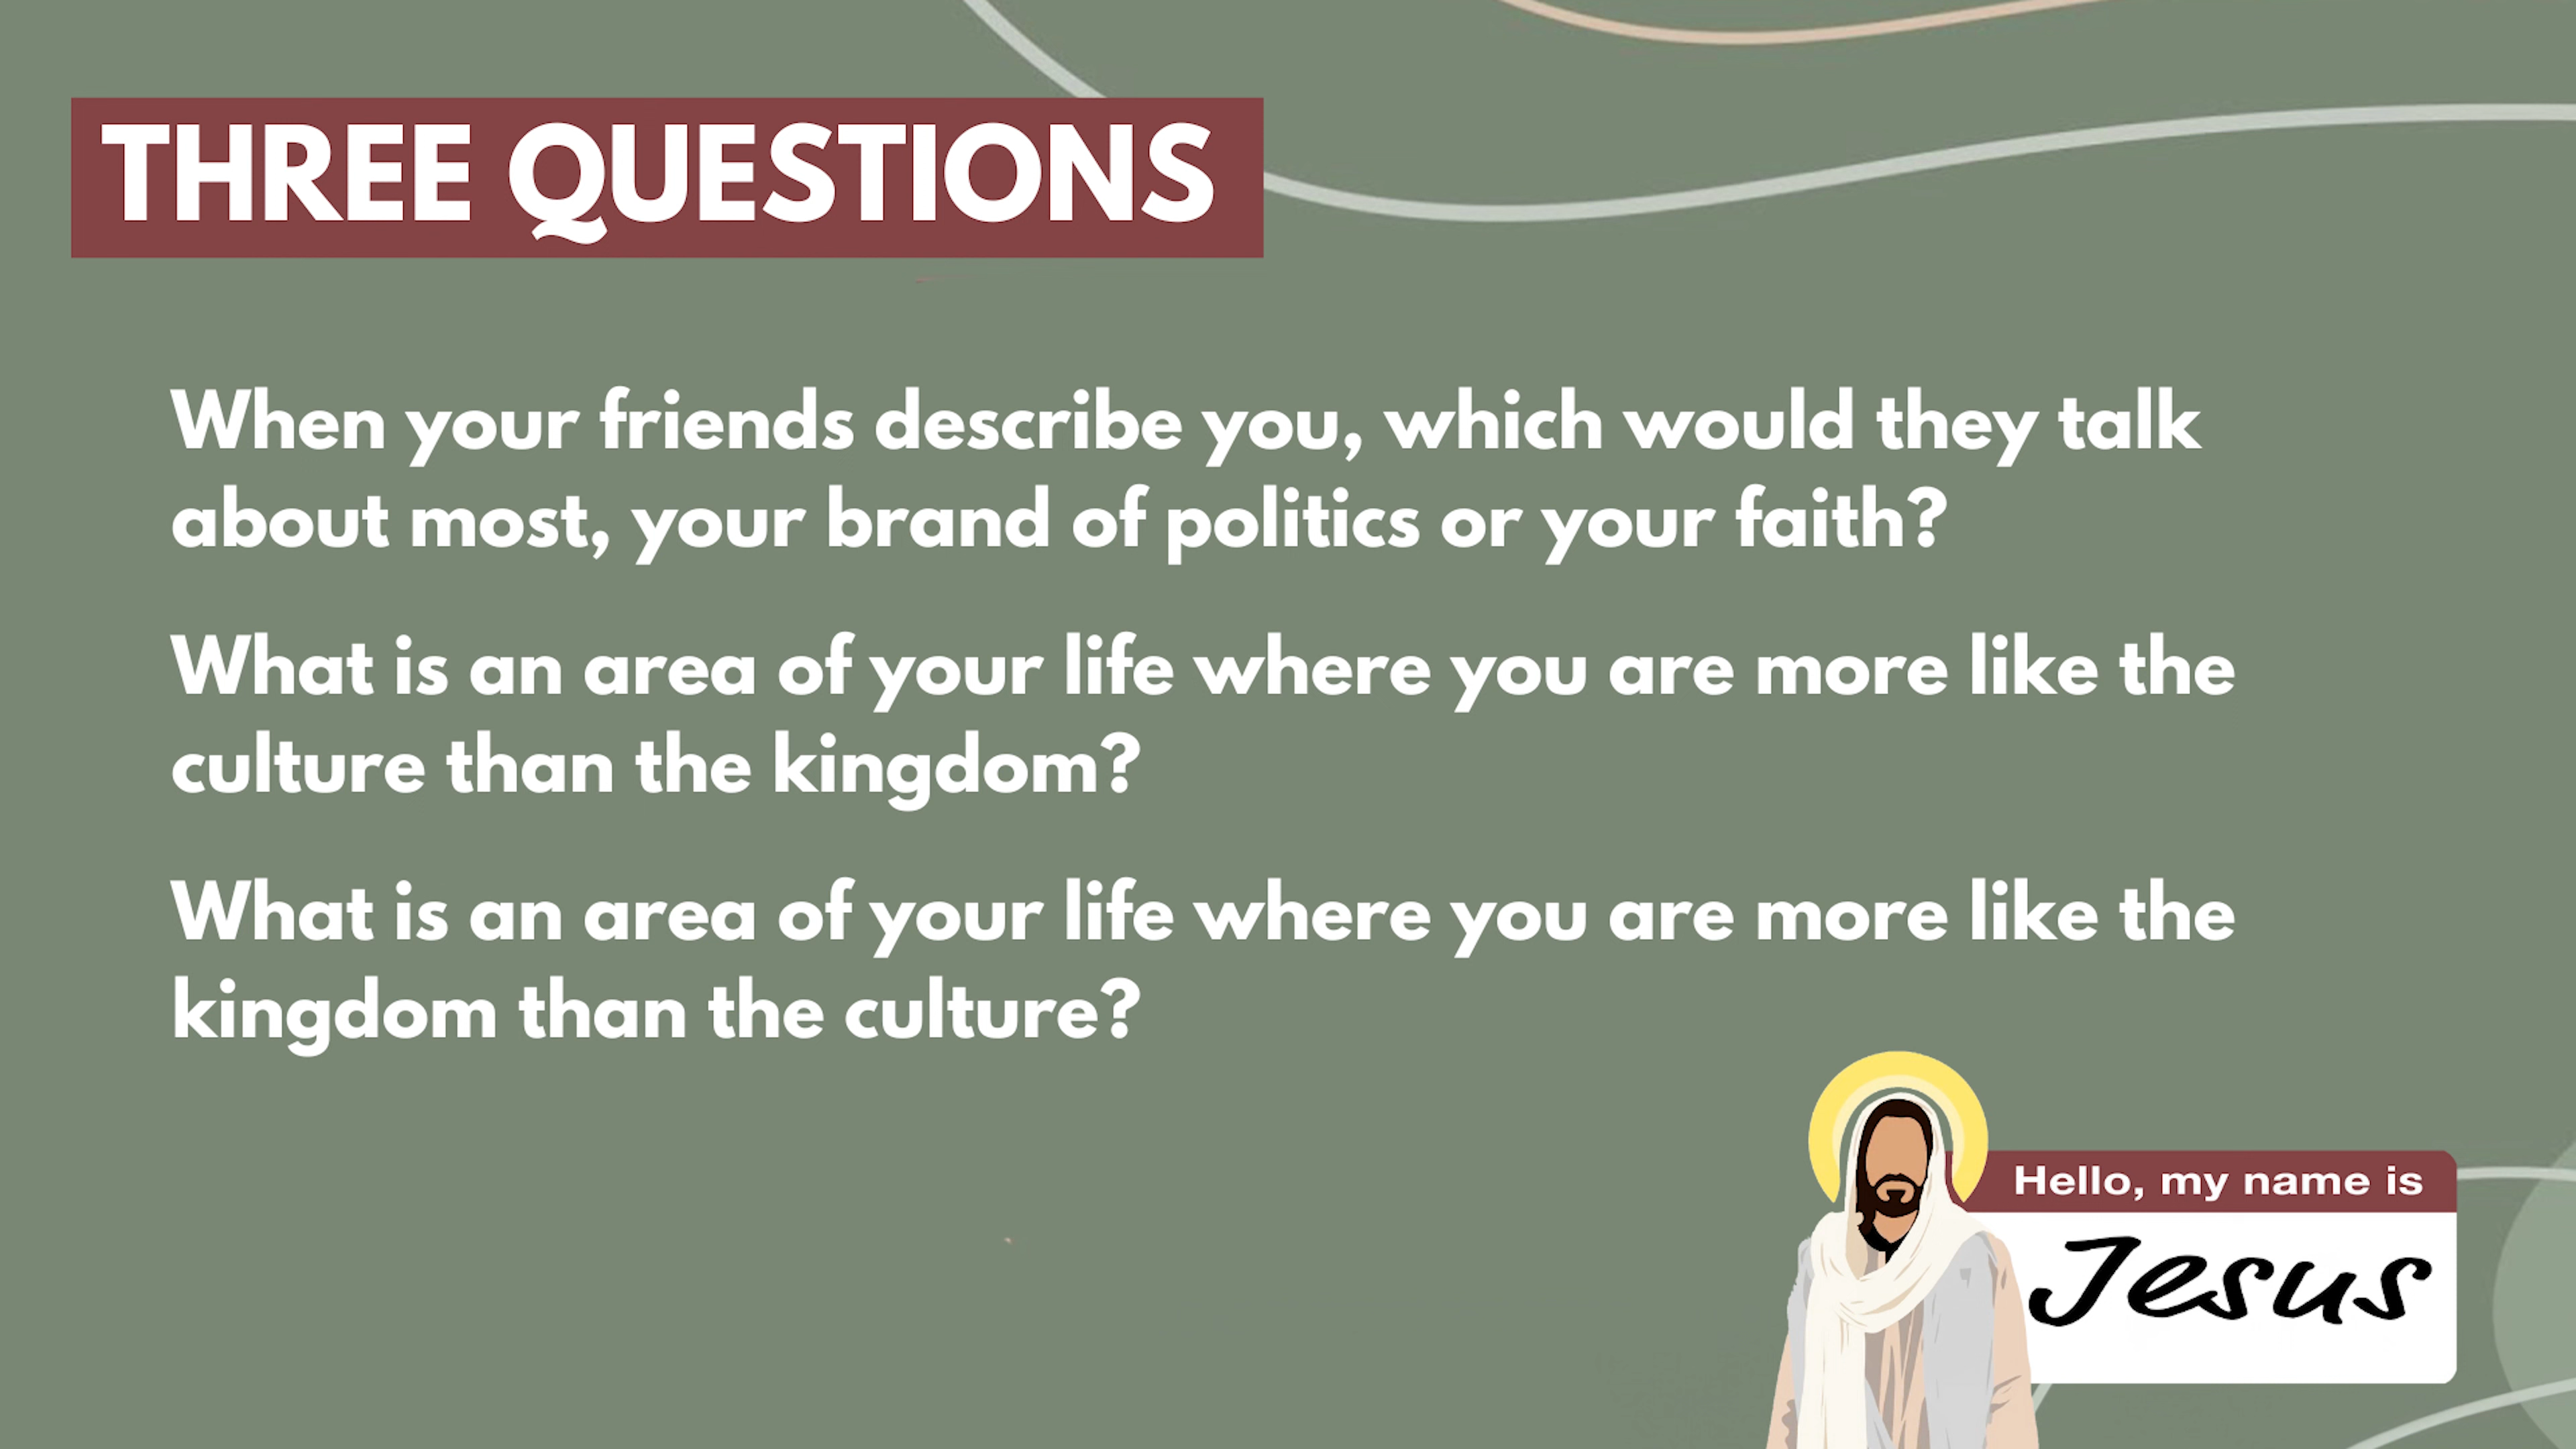 THREE QUESTIONS
When your friends describe you, which would they talk
about most, your brand of politics or your faith?
What is an area of your life where you are more like the
culture than the kingdom?
What is an area of your life where you are more like the
kingdom than the culture?
Hello, my name is
Jesus